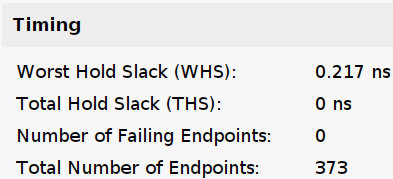 Timing
Worst Hold Slack (WHS): 0.217 ns
Total Hold Slack (THS): 0 ns
Number of Failing Endpoints: 0
Total Number of Endpoints: 373